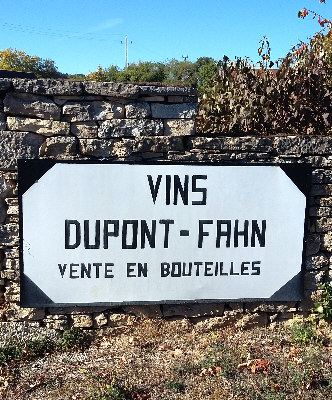 VINS
DUPONT-FAHN
VENTE EN BOUTEILLES